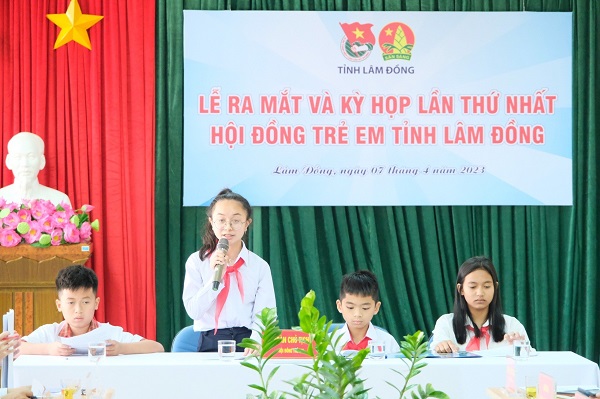 TỈNH LÂM ĐỒNG
LỄ RA MẮT VÀ KỲ HỌP LẦN THỨ NHẤT
HỘI ĐỒNG TRẺ EM TỈNH LÂM ĐỒNG
Lâm Đồng, ngày 07 tháng 4 năm 2023